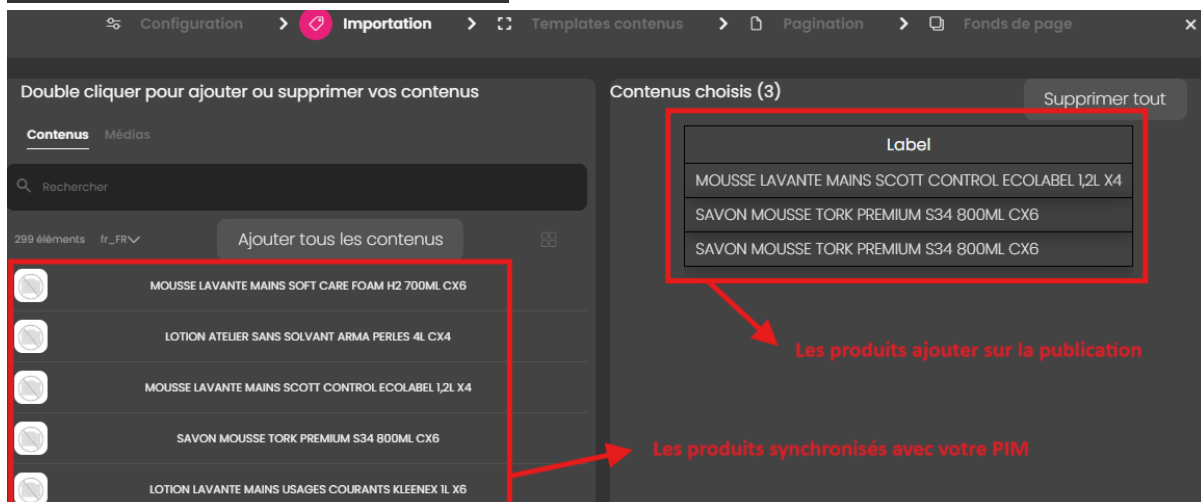 Configuration > Importation > Templates contenus > Pagination > Fonds de page ×
Double cliquer pour ajouter ou supprimer vos contenus
Contenus Médias
Rechercher
299 éléments fr_FR Ajouter tous les contenus
MOUSSE LAVANTE MAINS SOFT CARE FOAM H2 700ML CX6
LOTION ATELIER SANS SOLVANT ARMA PERLES 4L CX4
MOUSSE LAVANTE MAINS SCOTT CONTROL ECOLABEL 1,2L X4
SAVON MOUSSE TORK PREMIUM S34 800ML CX6
LOTION LAVANTE MAINS USAGES COURANTS KLEENEX 1L X6
Contenus choisis (3)
Supprimer tout
Label
MOUSSE LAVANTE MAINS SCOTT CONTROL ECOLABEL 1,2L X4
SAVON MOUSSE TORK PREMIUM S34 800ML CX6
SAVON MOUSSE TORK PREMIUM S34 800ML CX6
Les produits ajouter sur la publication
Les produits synchronisés avec votre PIM